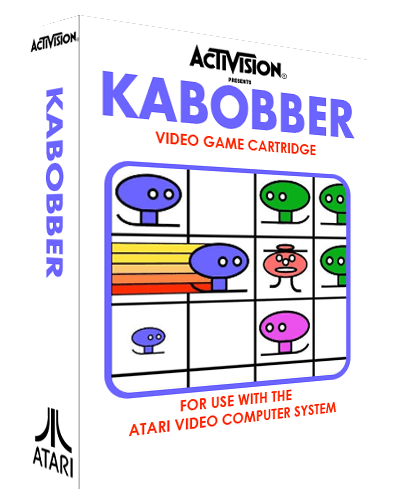 ACTIVISION®
KABOBBER
ATARI
ACTIVISION®
PRESENTS
KABOBBER
VIDEO GAME CARTRIDGE
FOR USE WITH THE
ATARI VIDEO COMPUTER SYSTEM